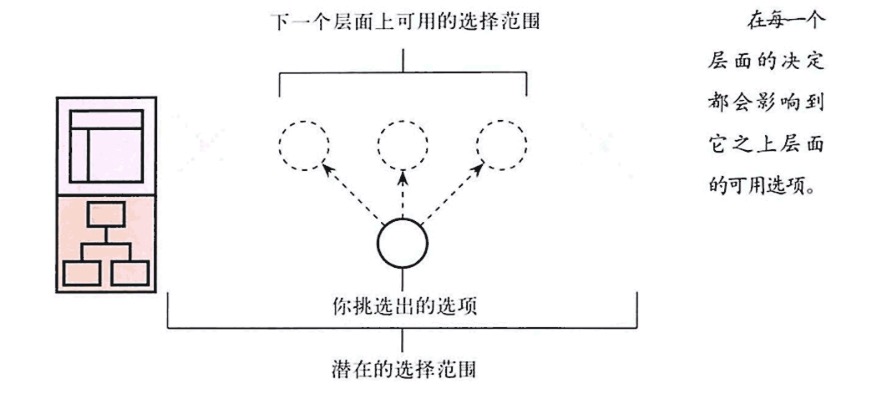 下一个层面上可用的选择范围
你挑选出的选项
潜在的选择范围
在每一个
层面的决定
都会影响到
它之上层面
的可用选项。